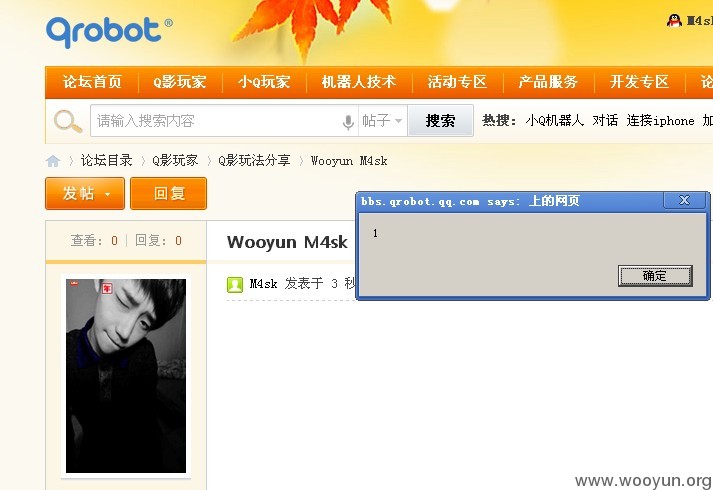 Qrobot®
M4s
论坛首页 Q影玩家 小Q玩家 机器人技术 活动专区 产品服务 开发专区 论
请输入搜索内容 帖子 搜索 热搜： 小Q机器人 对话 连接iphone 加
论坛目录 Q影玩家 Q影玩法分享 Wooyun M4sk
发帖 回复
bbs.qrobot.qq.com says: 上的网页 X
1
确定
查看： 0 | 回复： 0
Wooyun M4sk
M4sk 发表于 3 秒
年
www.wooyun.org